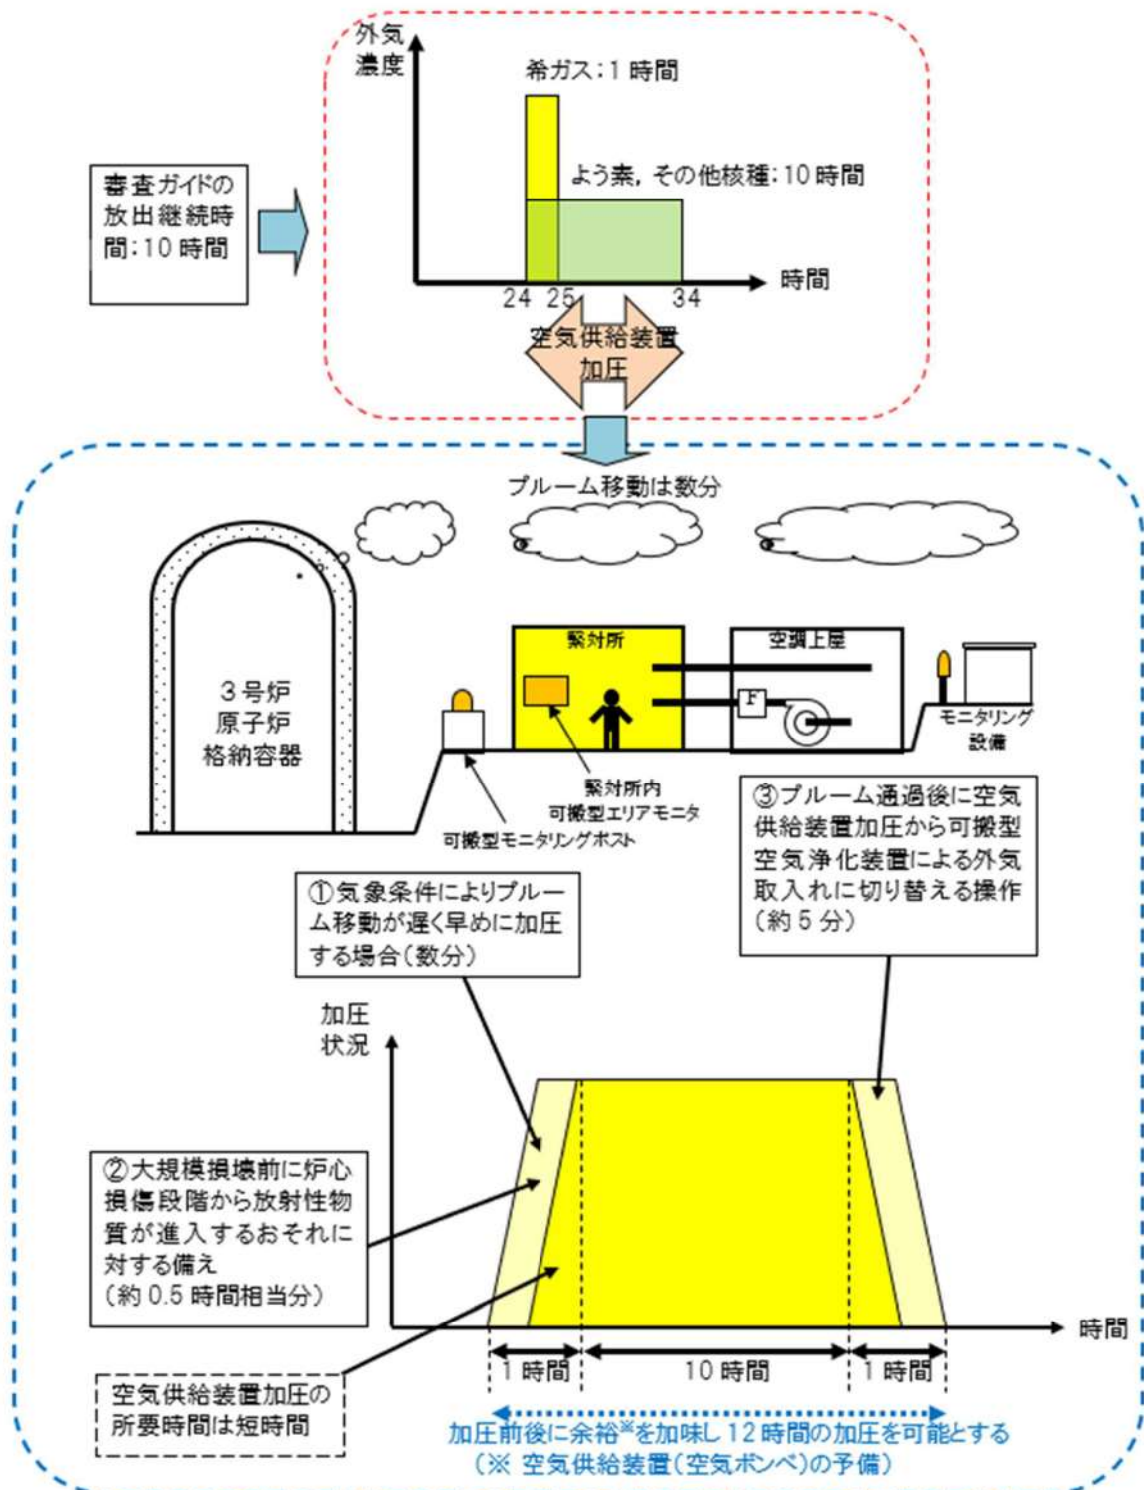 外気
濃度
希ガス：1 時間
よう素，その他核種：10 時間
審査ガイドの
放出継続時
間：10 時間
時間
24 25 34
空気供給装置
加圧
プルーム移動は数分
3号炉
原子炉
格納容器
緊対所
空調上屋
F
モニタリング
設備
緊対所内
可搬型エリアモニタ
可搬型モニタリングポスト
③プルーム通過後に空気
供給装置加圧から可搬型
空気浄化装置による外気
取入れに切り替える操作
（約5分）
①気象条件によりプルー
ム移動が遅く早めに加圧
する場合（数分）
加圧
状況
②大規模損壊前に炉心
損傷段階から放射性物
質が進入するおそれに
対する備え
（約 0.5 時間相当分）
時間
1 時間 10 時間 1 時間
空気供給装置加圧の
所要時間は短時間
加圧前後に余裕※を加味し 12 時間の加圧を可能とする
（※ 空気供給装置（空気ボンベ）の予備）